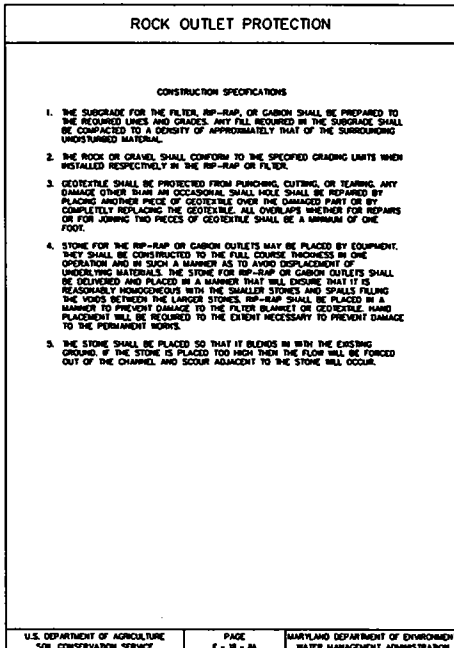 ROCK OUTLET PROTECTION
CONSTRUCTION SPECIFICATIONS
1. THE SUBGRADE FOR THE FILTER, RIP-RAP, OR GABION SHALL BE PREPARED TO
THE REQUIRED LINES AND GRADES. ANY FILL REQUIRED IN THE SUBGRADE SHALL
BE COMPACTED TO A DENSITY OF APPROXIMATELY THAT OF THE SURROUNDING
UNDISTURBED MATERIAL.
2. THE ROCK OR GRAVEL SHALL CONFORM TO THE SPECIFIED GRADING LIMITS WHEN
INSTALLED RESPECTIVELY IN THE RIP-RAP OR FILTER.
3. GEOTEXTILE SHALL BE PROTECTED FROM PUNCHING, CUTTING, OR TEARING. ANY
DAMAGE OTHER THAN AN OCCASIONAL SMALL HOLE SHALL BE REPAIRED BY
PLACING ANOTHER PIECE OF GEOTEXTILE OVER THE DAMAGED PART OR BY
COMPLETELY REPLACING THE GEOTEXTILE. ALL OVERLAPS WHETHER FOR REPAIRS
OR FOR JOINING TWO PIECES OF GEOTEXTILE SHALL BE A MINIMUM OF ONE
FOOT.
4. STONE FOR THE RIP-RAP OR GABION OUTLETS MAY BE PLACED BY EQUIPMENT.
THEY SHALL BE CONSTRUCTED TO THE FULL COURSE THICKNESS IN ONE
OPERATION AND IN SUCH A MANNER AS TO AVOID DISPLACEMENT OF
UNDERLYING MATERIALS. THE STONE FOR RIP-RAP OR GABION OUTLETS SHALL
BE DELIVERED AND PLACED IN A MANNER THAT WILL ENSURE THAT IT IS
REASONABLY HOMOGENEOUS WITH THE SMALLER STONES AND SPALLS FILLING
THE VOIDS BETWEEN THE LARGER STONES. RIP-RAP SHALL BE PLACED IN A
MANNER TO PREVENT DAMAGE TO THE FILTER BLANKET OR GEOTEXTILE. HAND
PLACEMENT WILL BE REQUIRED TO THE EXTENT NECESSARY TO PREVENT DAMAGE
TO THE PERMANENT WORKS.
5. THE STONE SHALL BE PLACED SO THAT IT BLENDS IN WITH THE EXISTING
GROUND. IF THE STONE IS PLACED TOO HIGH THEN THE FLOW WILL BE FORCED
OUT OF THE CHANNEL AND SCOUR ADJACENT TO THE STONE WILL OCCUR.
U.S. DEPARTMENT OF AGRICULTURE
SOIL CONSERVATION SERVICE
PAGE
MARYLAND DEPARTMENT OF ENVIRONMEN
WATER MANAGEMENT ADMINISTRATION